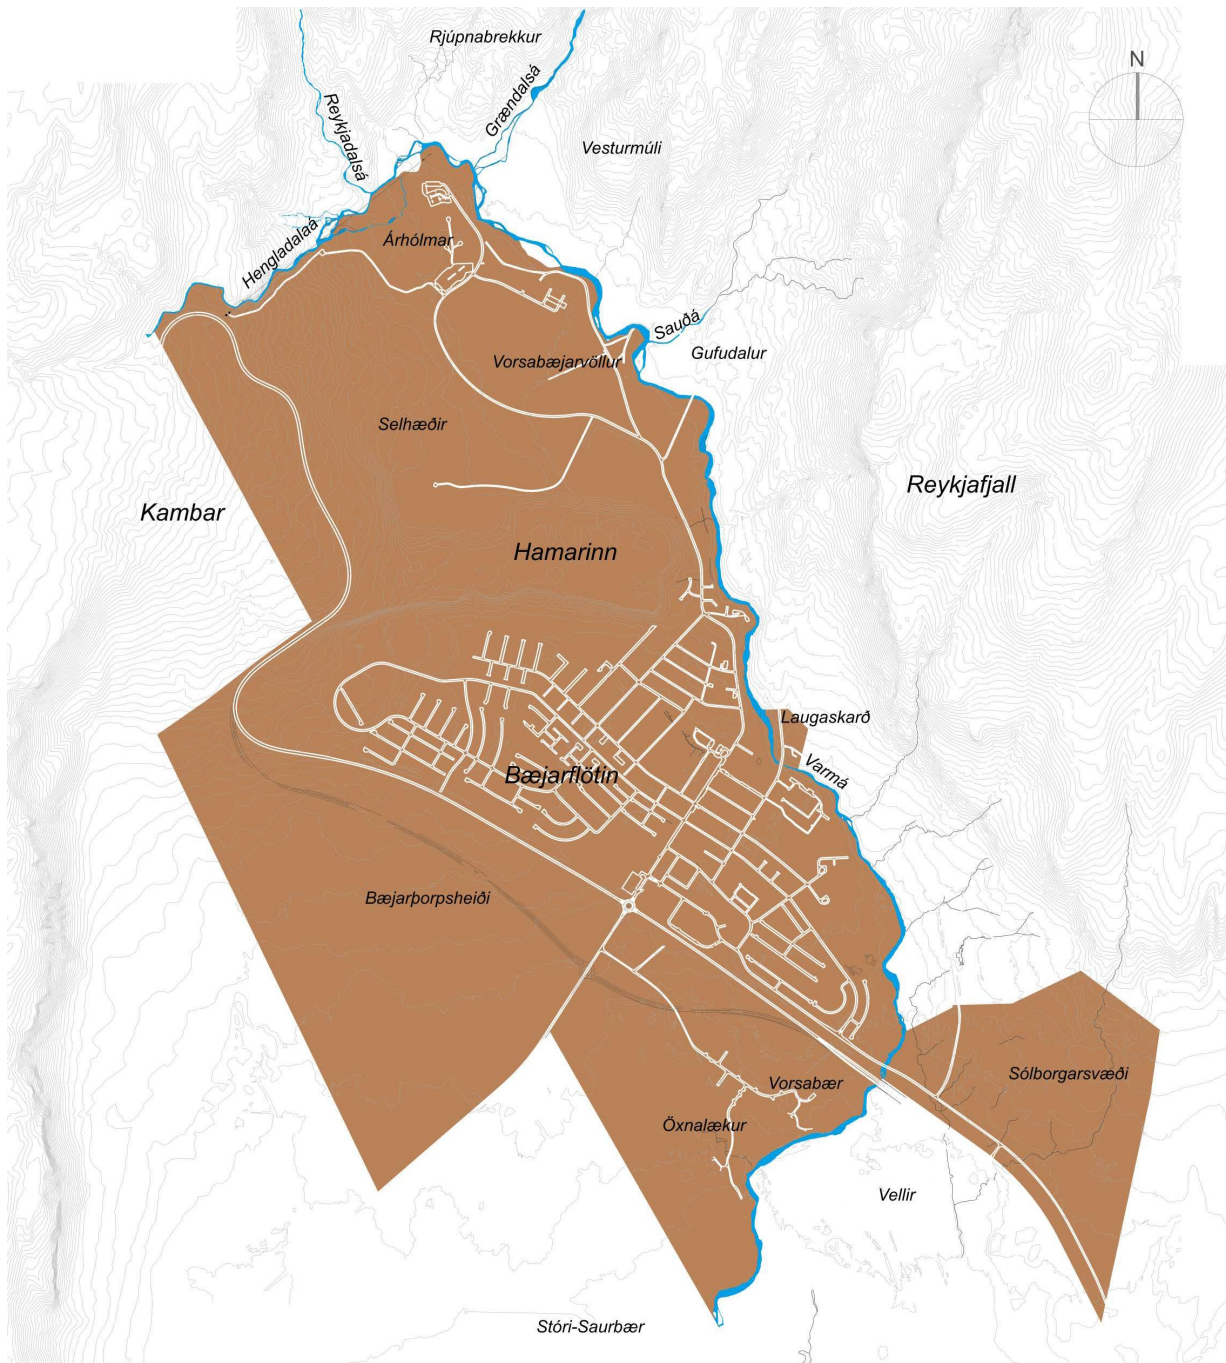 Rjúpnabrekkur
N
Reykjadalsá
Grændalsá
Vesturmúli
Hengladalaá
Árhólmar
Sauðá
Gufudalur
Vorsabæjarvöllur
Selhæðir
Reykjafjall
Kambar
Hamarinn
Laugaskarð
Varmá
Bæjarflötin
Bæjarþorpsheiði
Sólborgarsvæði
Vorsabær
Öxnalækur
Vellir
Stóri-Saurbær